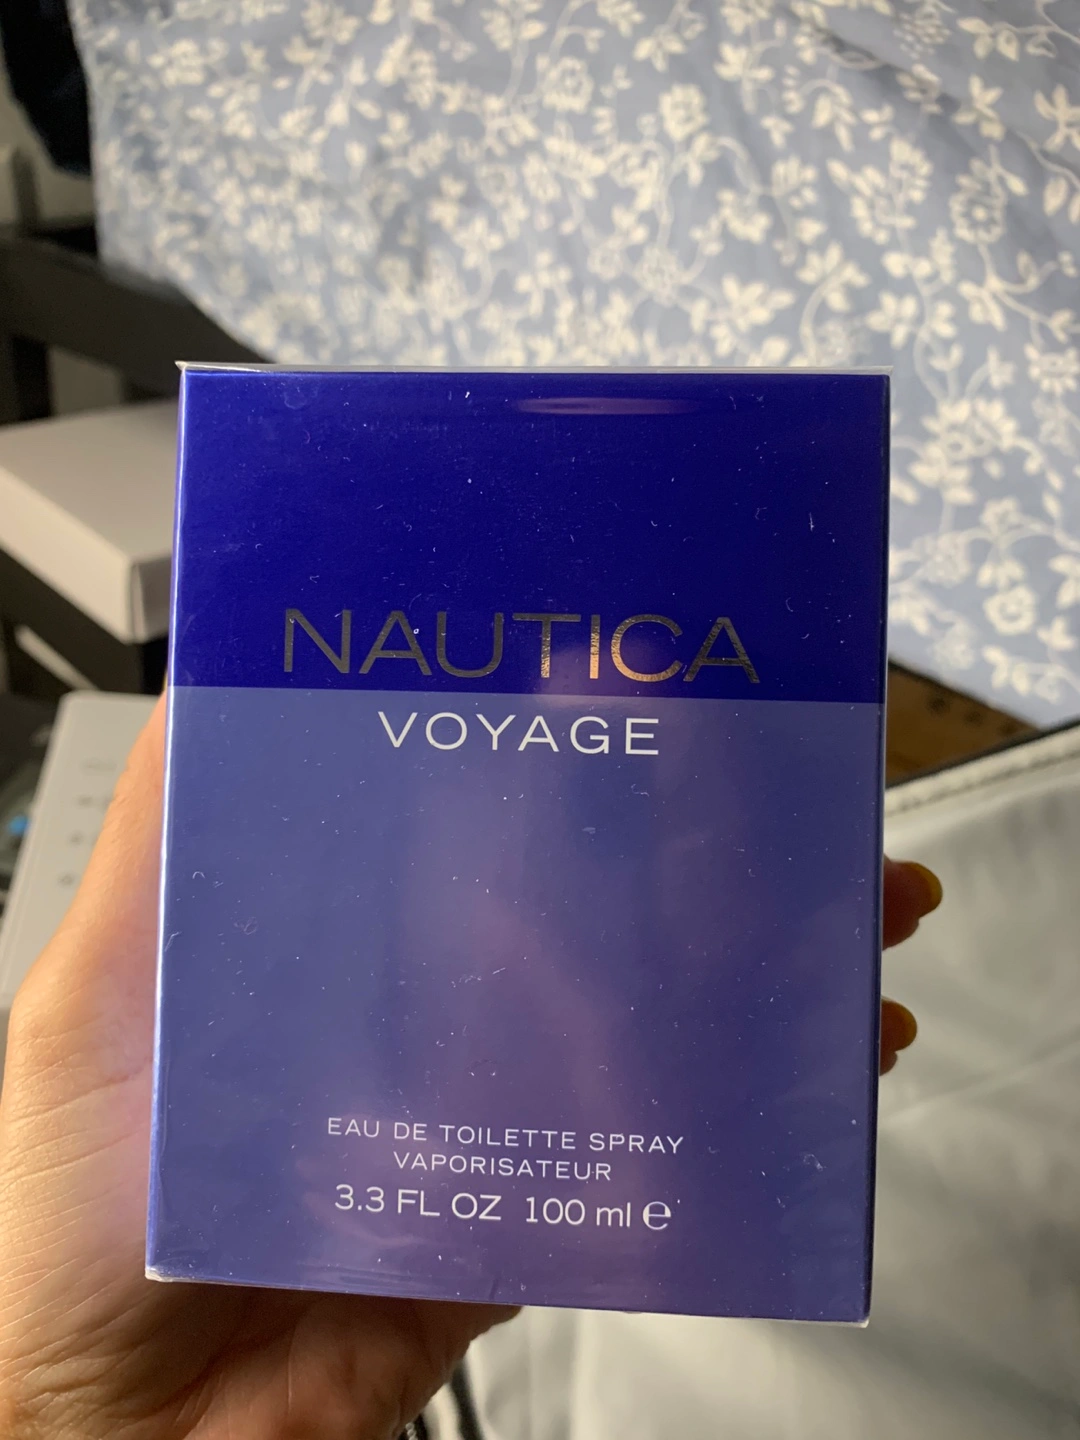 NAUTICA
VOYAGE
EAU DE TOILETTE SPRAY
VAPORISATEUR
3.3 FL OZ 100 ml ℮